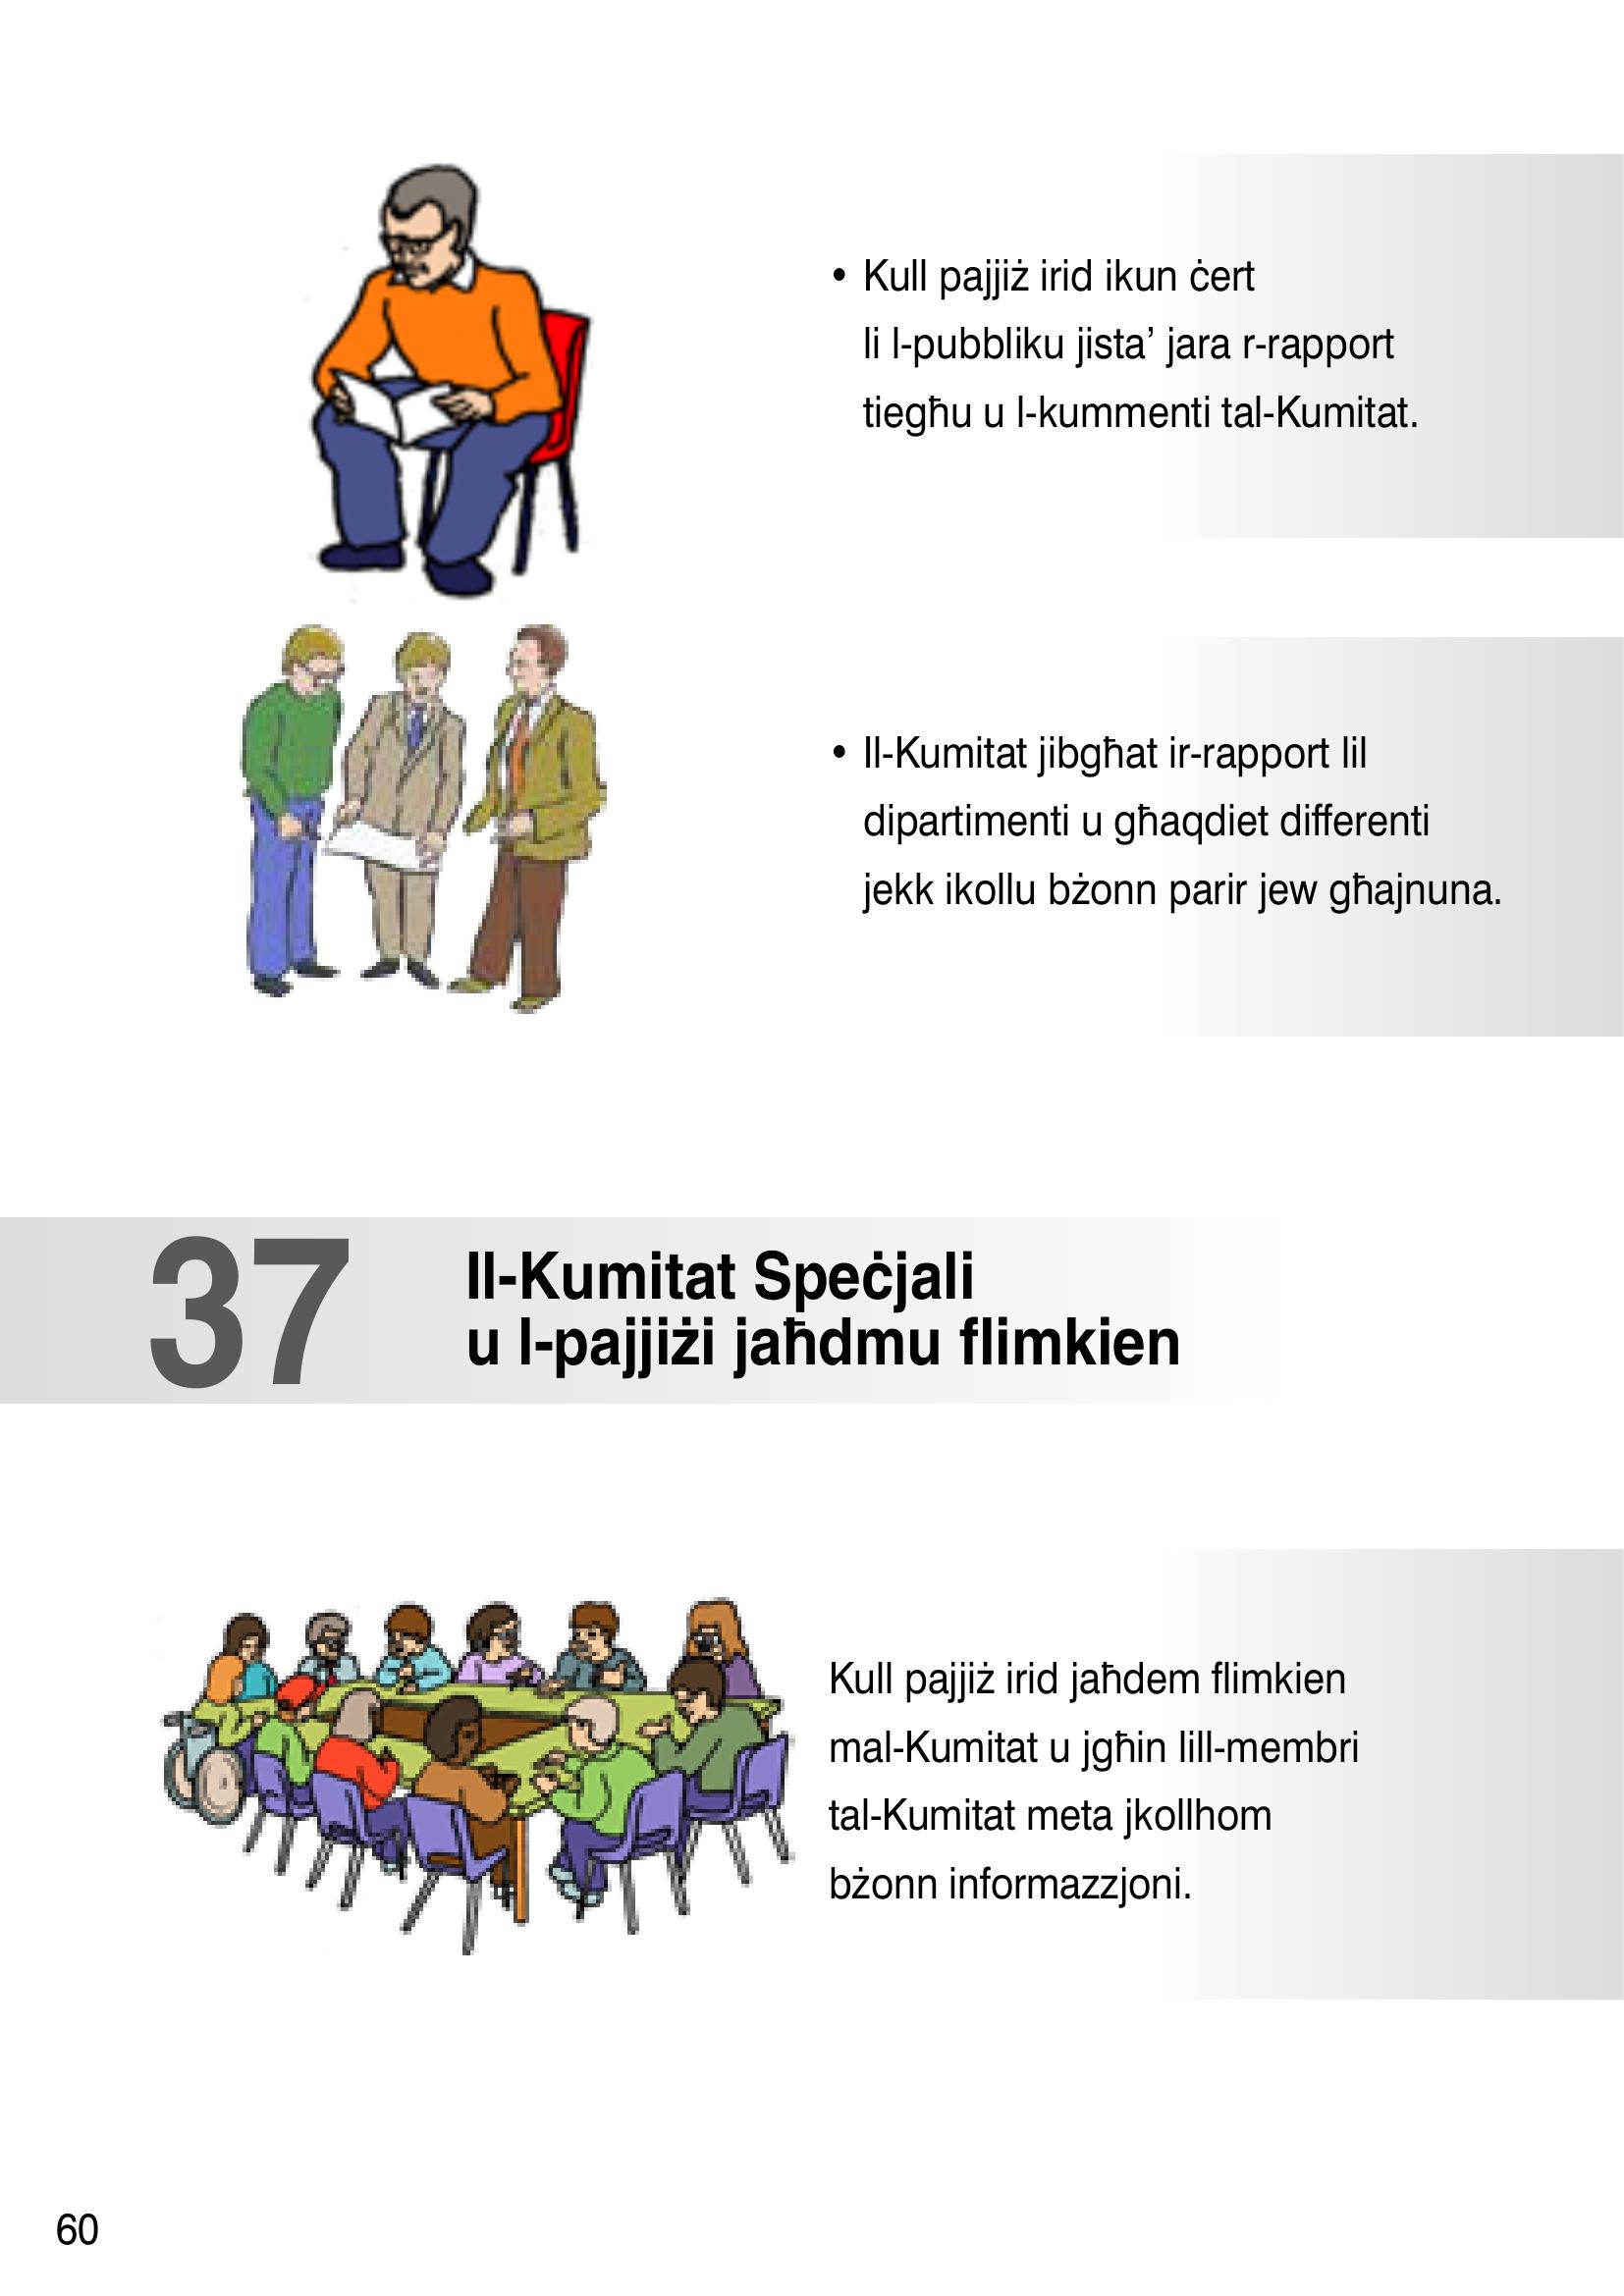 • Kull pajjiż irid ikun ċert
li l-pubbliku jista’ jara r-rapport
tiegħu u l-kummenti tal-Kumitat.
• Il-Kumitat jibgħat ir-rapport lil
dipartimenti u għaqdiet differenti
jekk ikollu bżonn parir jew għajnuna.
37
Il-Kumitat Speċjali
u l-pajjiżi jaħdmu flimkien
Kull pajjiż irid jaħdem flimkien
mal-Kumitat u jgħin lill-membri
tal-Kumitat meta jkollhom
bżonn informazzjoni.
60